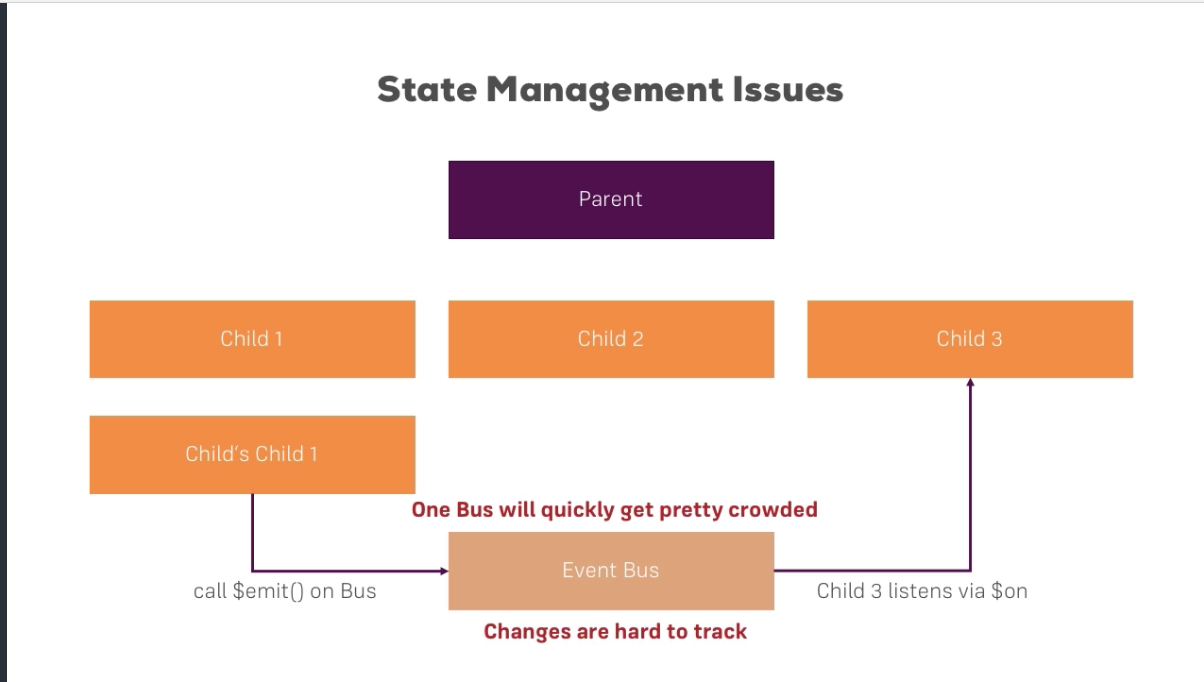 State Management Issues
Parent
Child 1
Child 2
Child 3
Child's Child 1
One Bus will quickly get pretty crowded
Event Bus
call $emit() on Bus
Child 3 listens via $on
Changes are hard to track